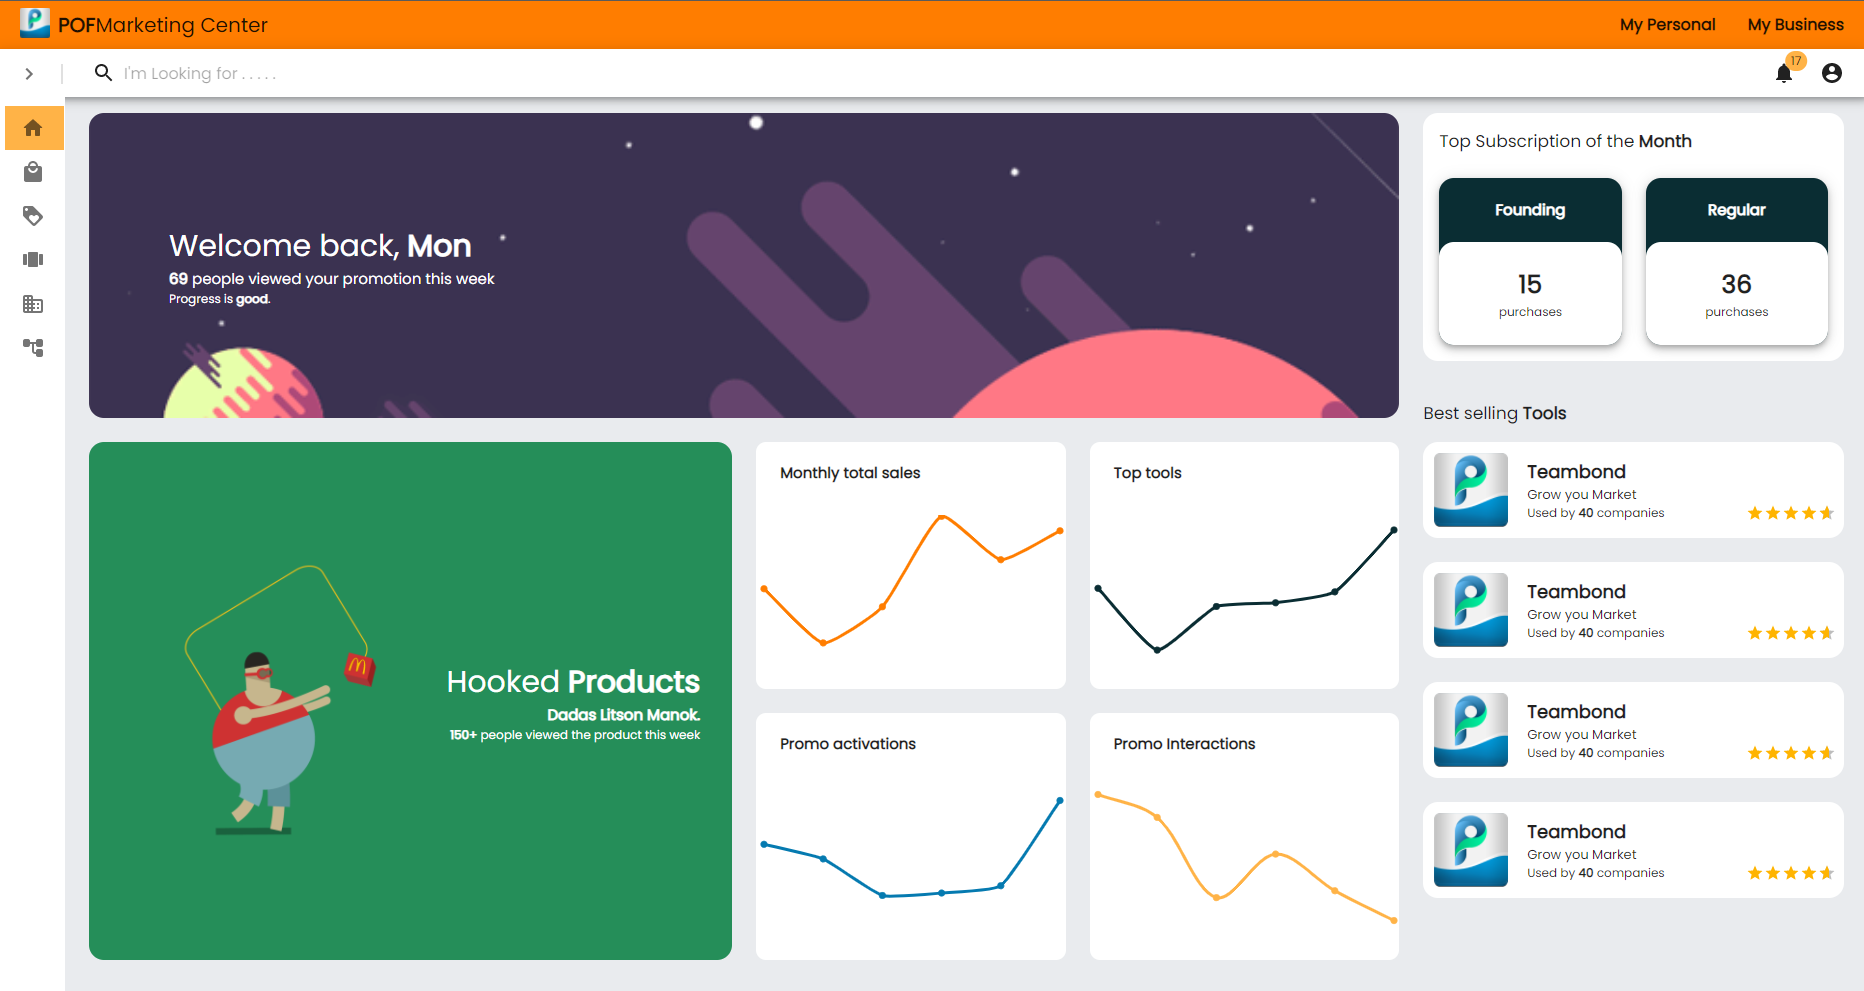 POFMarketing Center
My Personal
My Business
I'm Looking for . . . . .
17
Welcome back, Mon
69 people viewed your promotion this week
Progress is good.
Top Subscription of the Month
Founding
15
purchases
Regular
36
purchases
Hooked Products
Dadas Litson Manok.
150+ people viewed the product this week
Monthly total sales
Top tools
Promo activations
Promo Interactions
Best selling Tools
Teambond
Grow you Market
Used by 40 companies
Teambond
Grow you Market
Used by 40 companies
Teambond
Grow you Market
Used by 40 companies
Teambond
Grow you Market
Used by 40 companies